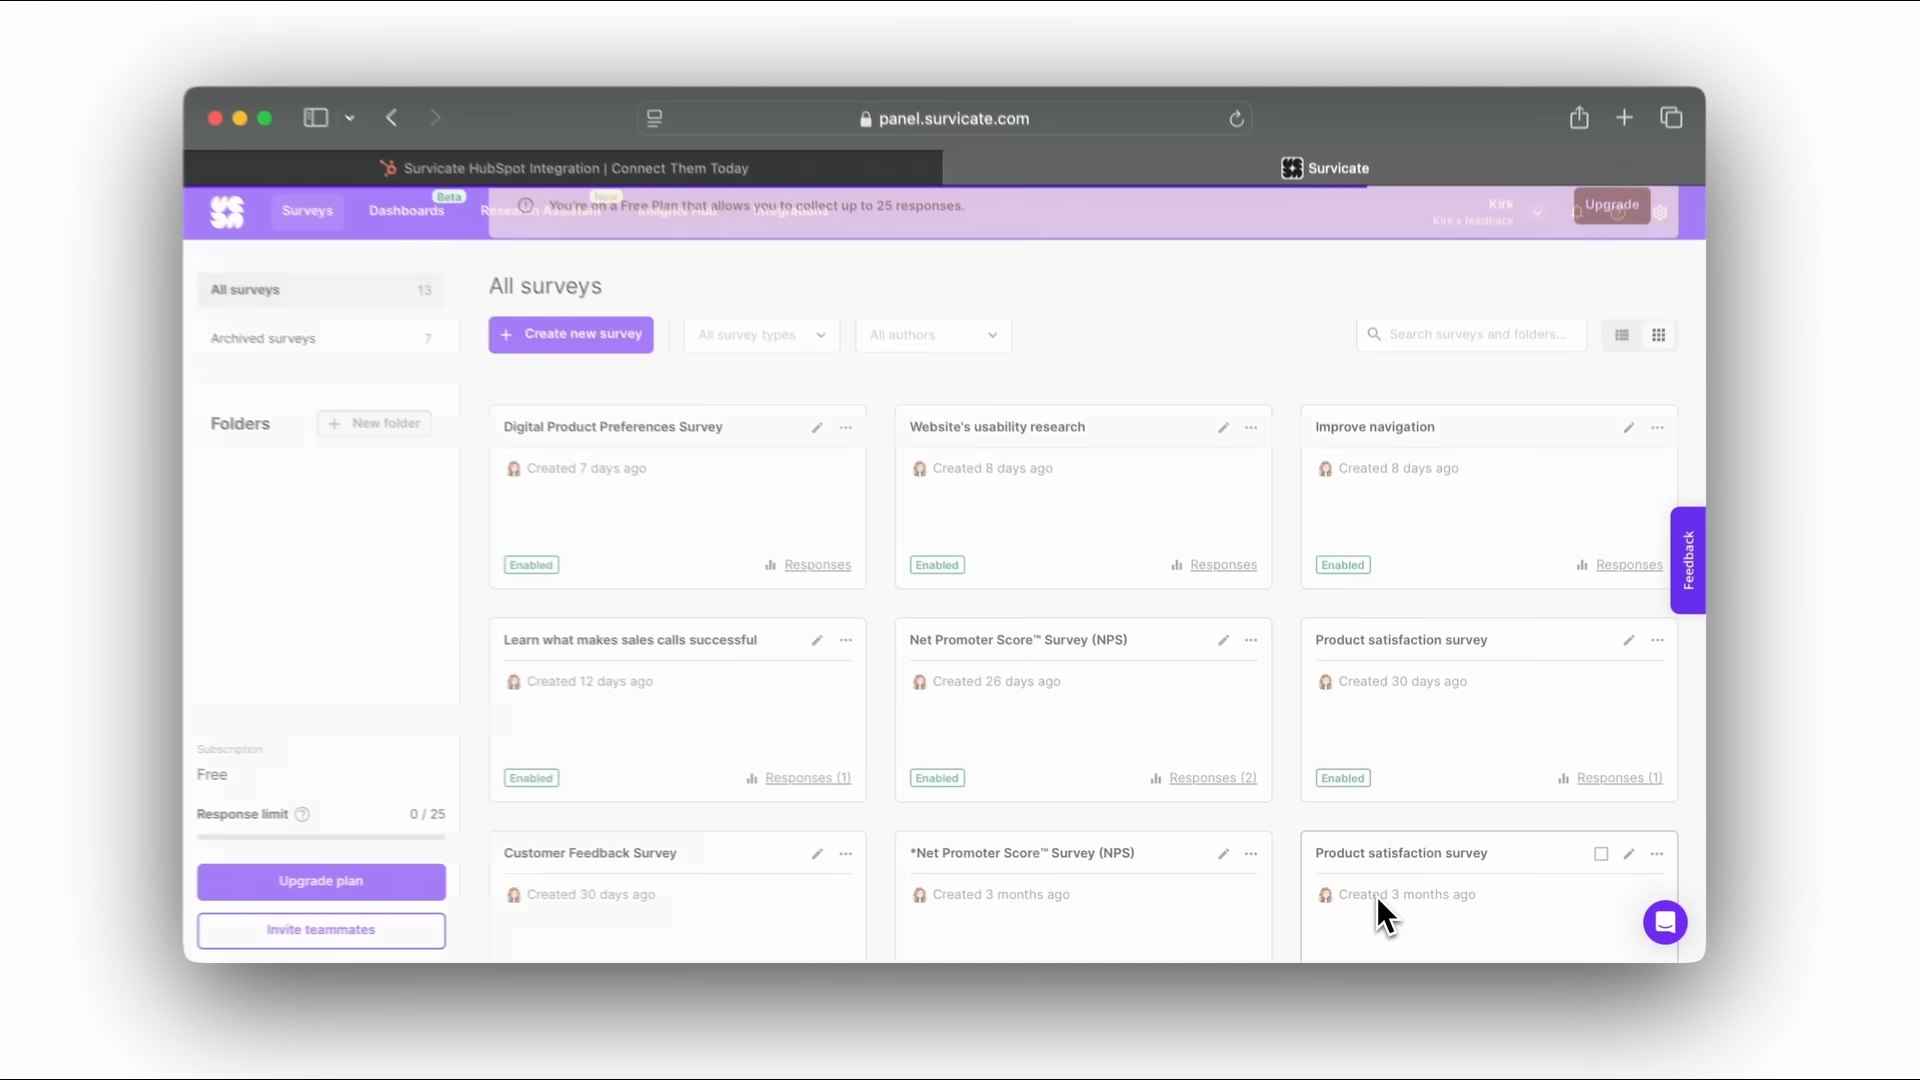 panel.survicate.com
Survicate HubSpot Integration | Connect Them Today
Survicate
Surveys
Dashboards
Beta
Research Assistant
New
Insights Hub
Integrations
You're on a Free Plan that allows you to collect up to 25 responses.
Kirk
Kirk's feedback
Upgrade
All surveys 13
Archived surveys 7
Folders
+ New folder
Subscription
Free
Response limit ? 0 / 25
Upgrade plan
Invite teammates
All surveys
+ Create new survey
All survey types
All authors
Search surveys and folders...
Digital Product Preferences Survey
Created 7 days ago
Enabled
Responses
Website's usability research
Created 8 days ago
Enabled
Responses
Improve navigation
Created 8 days ago
Enabled
Responses
Learn what makes sales calls successful
Created 12 days ago
Enabled
Responses (1)
Net Promoter Score™ Survey (NPS)
Created 26 days ago
Enabled
Responses (2)
Product satisfaction survey
Created 30 days ago
Enabled
Responses (1)
Customer Feedback Survey
Created 30 days ago
*Net Promoter Score™ Survey (NPS)
Created 3 months ago
Product satisfaction survey
Created 3 months ago
Feedback